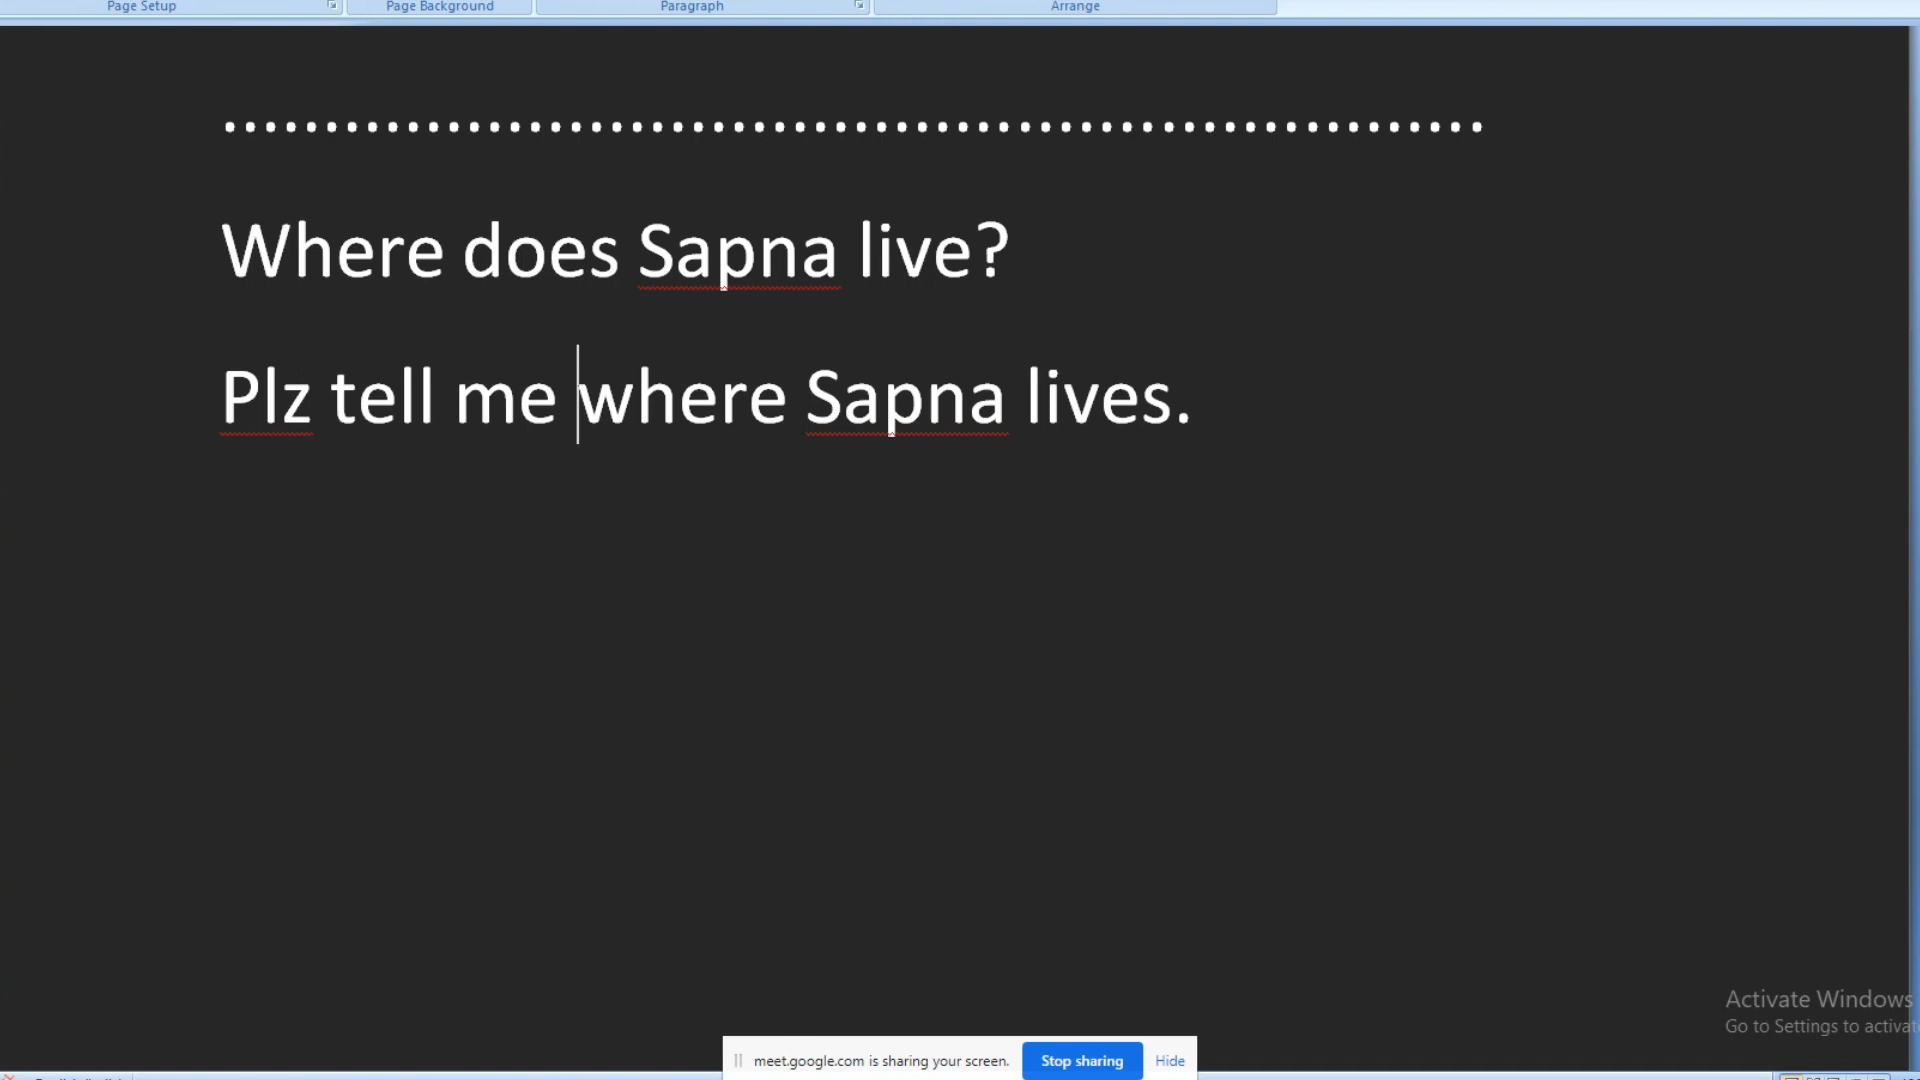 Page Setup Page Background Paragraph Arrange
............................................................
Where does Sapna live?
Plz tell me where Sapna lives.
Activate Windows
Go to Settings to activat
meet.google.com is sharing your screen. Stop sharing Hide